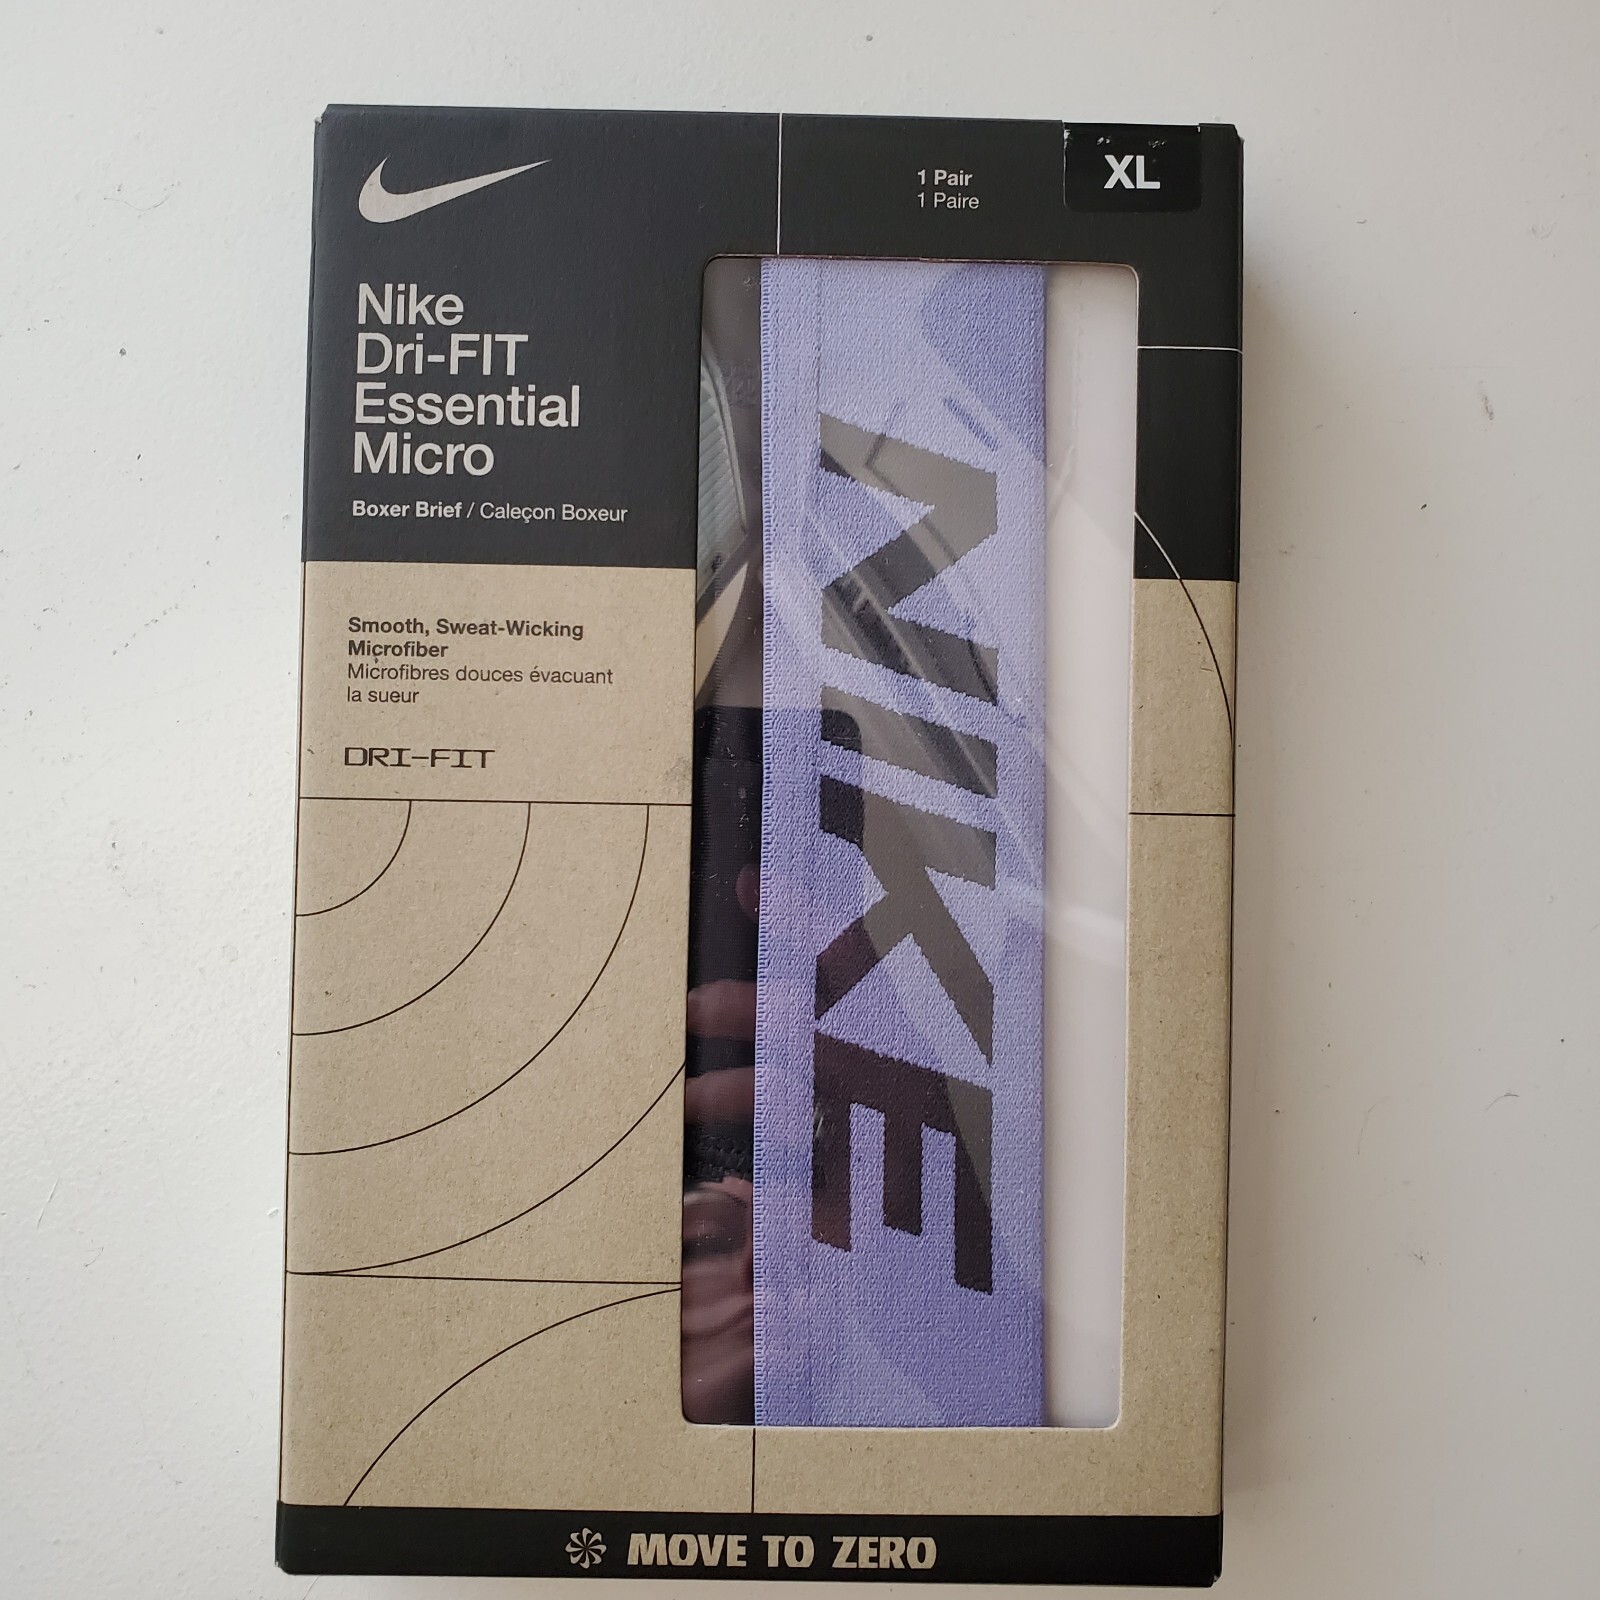 1 Pair
1 Paire
XL
Nike
Dri-FIT
Essential
Micro
Boxer Brief / Caleçon Boxeur
Smooth, Sweat-Wicking
Microfiber
Microfibres douces évacuant
la sueur
DRI-FIT
NIKE
MOVE TO ZERO